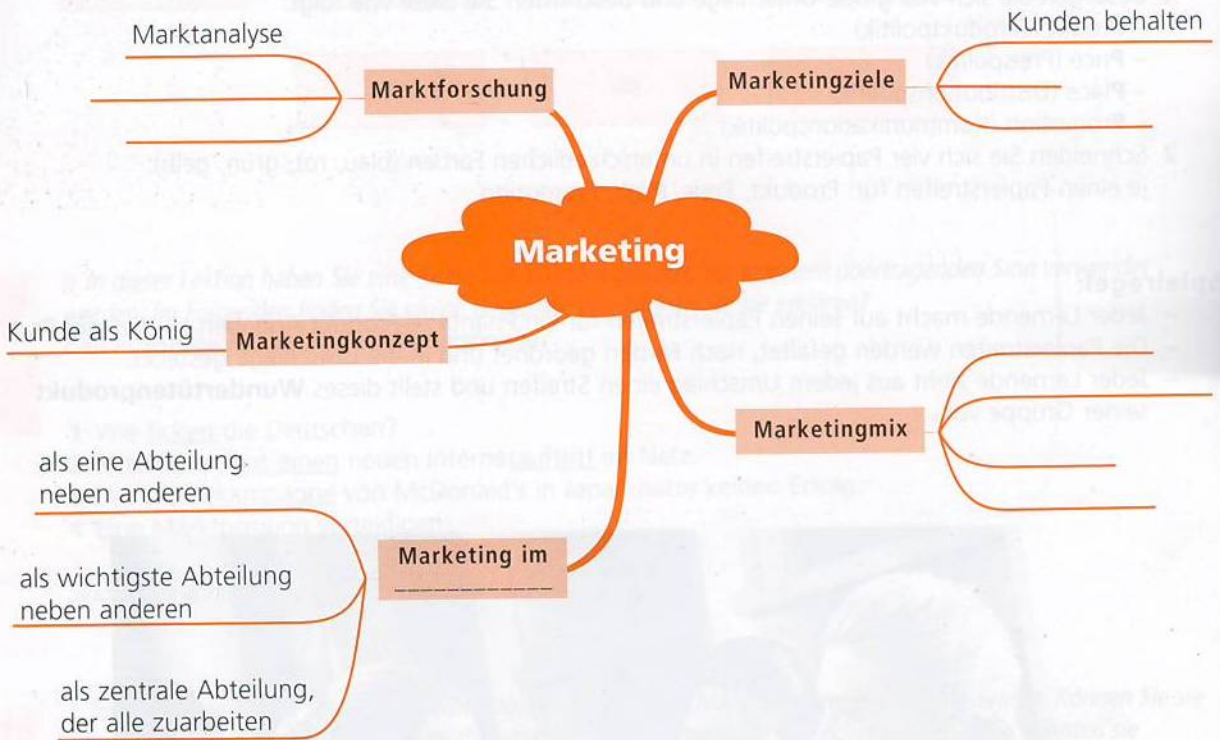 Marktanalyse
Kunden behalten
Marktforschung
Marketingziele
Marketing
Kunde als König
Marketingkonzept
Marketingmix
als eine Abteilung
neben anderen
Marketing im
____________
als wichtigste Abteilung
neben anderen
als zentrale Abteilung,
der alle zuarbeiten